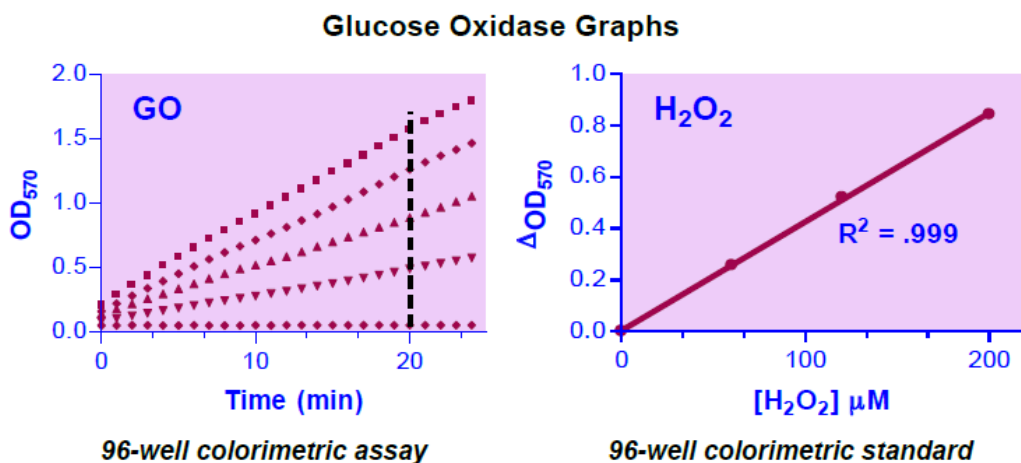 Glucose Oxidase Graphs
GO
OD₅₇₀
2.0
1.5
1.0
0.5
0.0
0
10
20
Time (min)
96-well colorimetric assay
H₂O₂
ΔOD₅₇₀
1.0
0.8
0.6
0.4
0.2
0.0
R² = .999
0
100
200
[H₂O₂] μM
96-well colorimetric standard